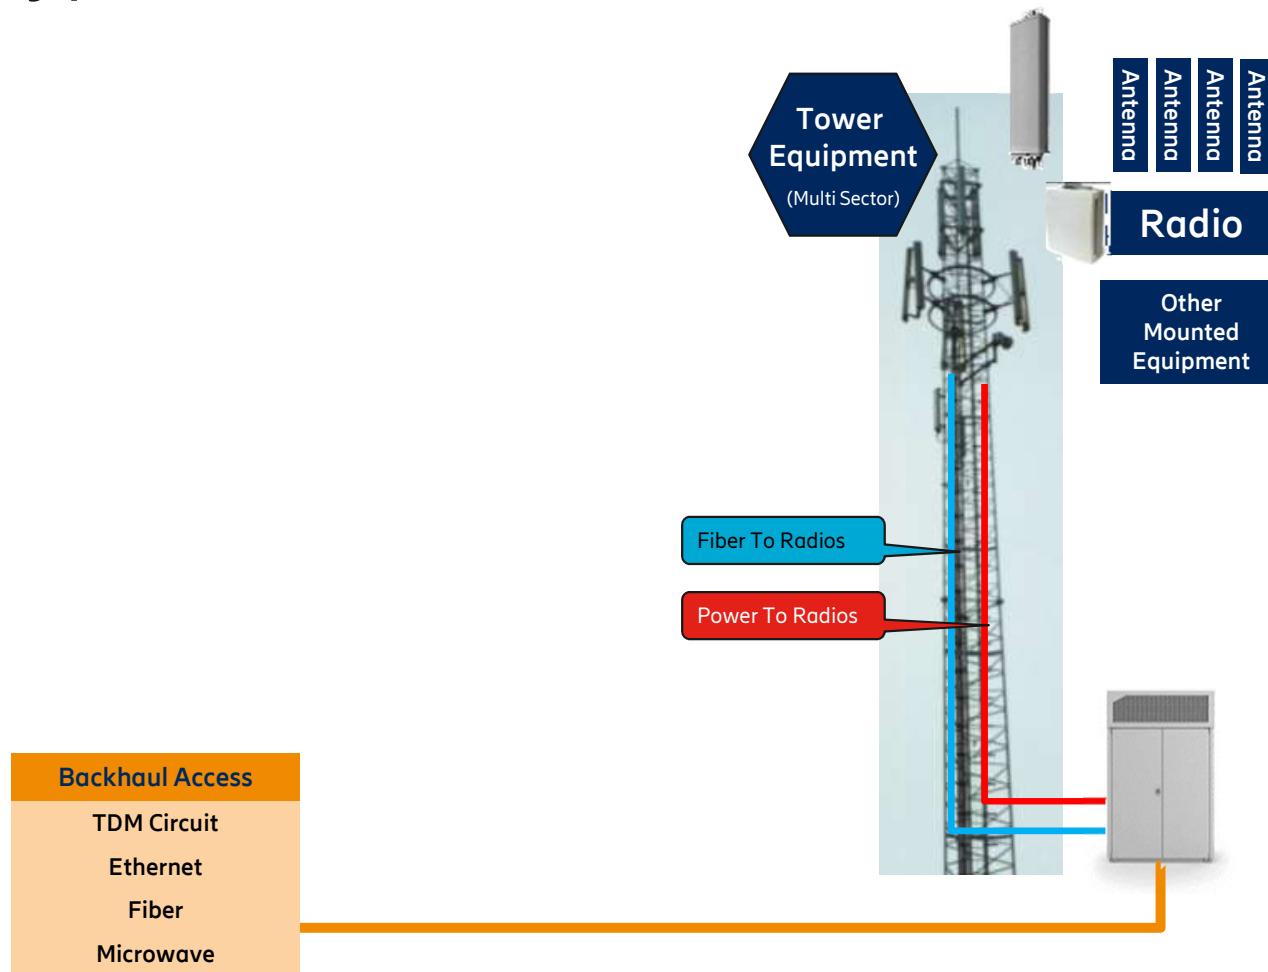 Tower
Equipment
(Multi Sector)
Antenna
Antenna
Antenna
Antenna
Radio
Other
Mounted
Equipment
Fiber To Radios
Power To Radios
Backhaul Access
TDM Circuit
Ethernet
Fiber
Microwave